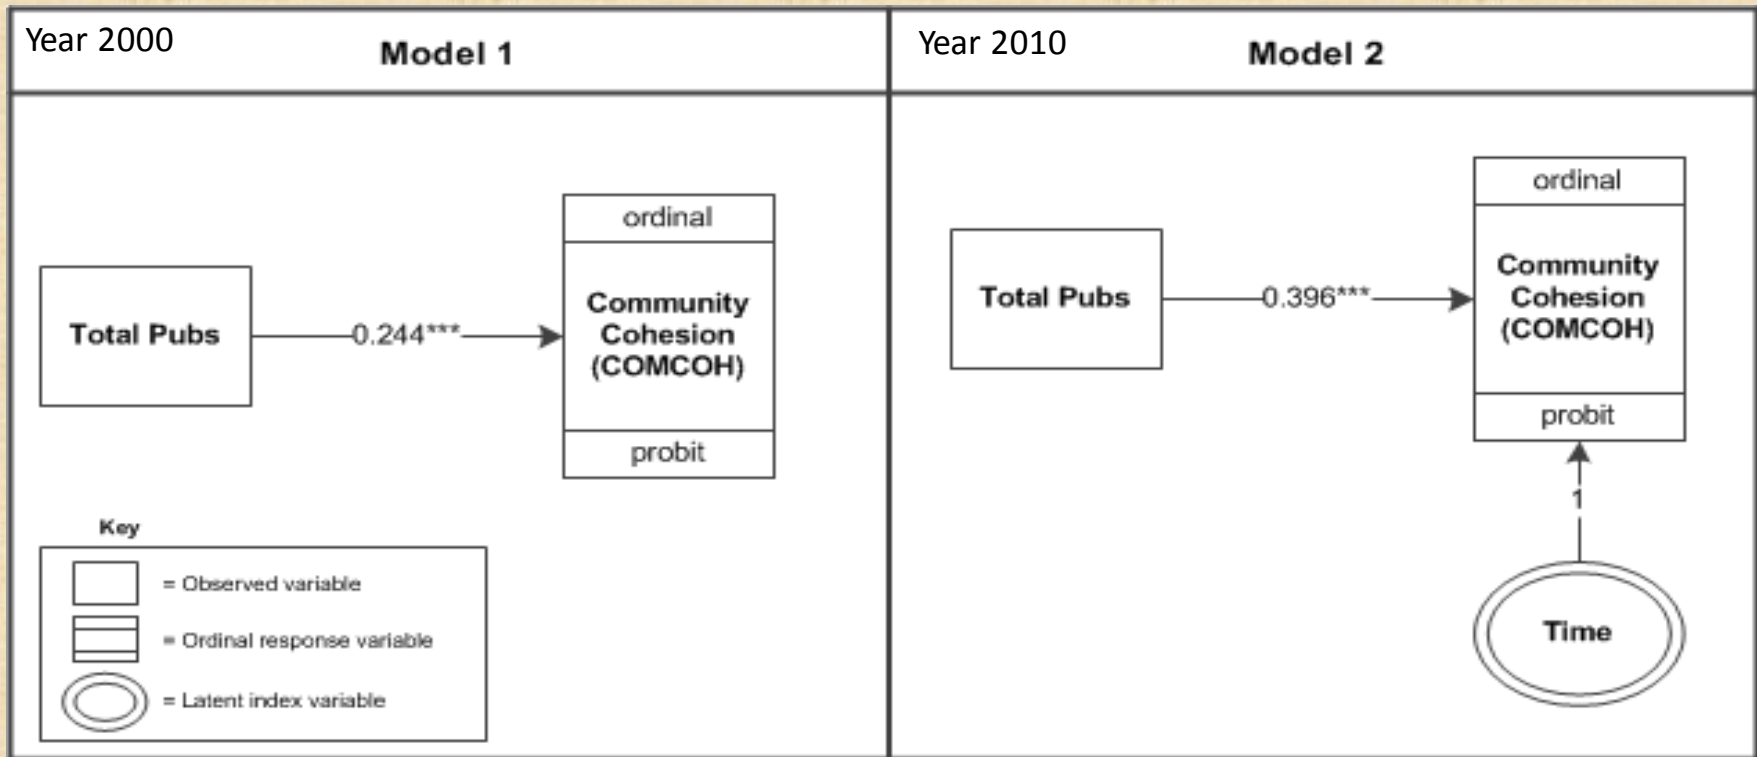 Year 2000
Model 1
Total Pubs
0.244***
ordinal
Community
Cohesion
(COMCOH)
probit
Key
= Observed variable
= Ordinal response variable
= Latent index variable
Year 2010
Model 2
Total Pubs
0.396***
ordinal
Community
Cohesion
(COMCOH)
probit
1
Time